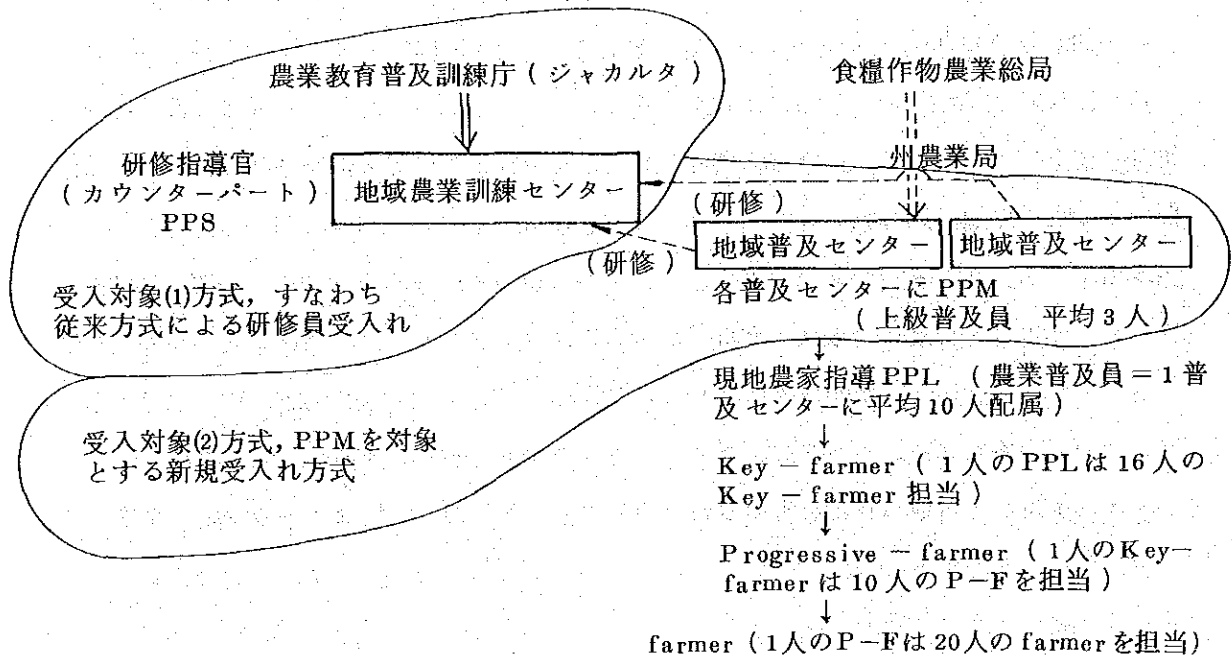 農業教育普及訓練庁（ジャカルタ）
食糧作物農業総局
州農業局
研修指導官
（カウンターパート）
PPS
地域農業訓練センター
（研修）
（研修）
地域普及センター
地域普及センター
各普及センターにPPM
（上級普及員 平均3人）
受入対象(1)方式，すなわち
従来方式による研修員受入れ
↓
現地農家指導PPL （農業普及員＝1普
及センターに平均10人配属）
↓
受入対象(2)方式，PPMを対象
とする新規受入れ方式
Key－farmer （1人のPPLは16人の
Key－farmer 担当）
↓
Progressive－farmer （1人のKey－
farmerは10人のP－Fを担当）
↓
farmer（1人のP－Fは20人のfarmerを担当）